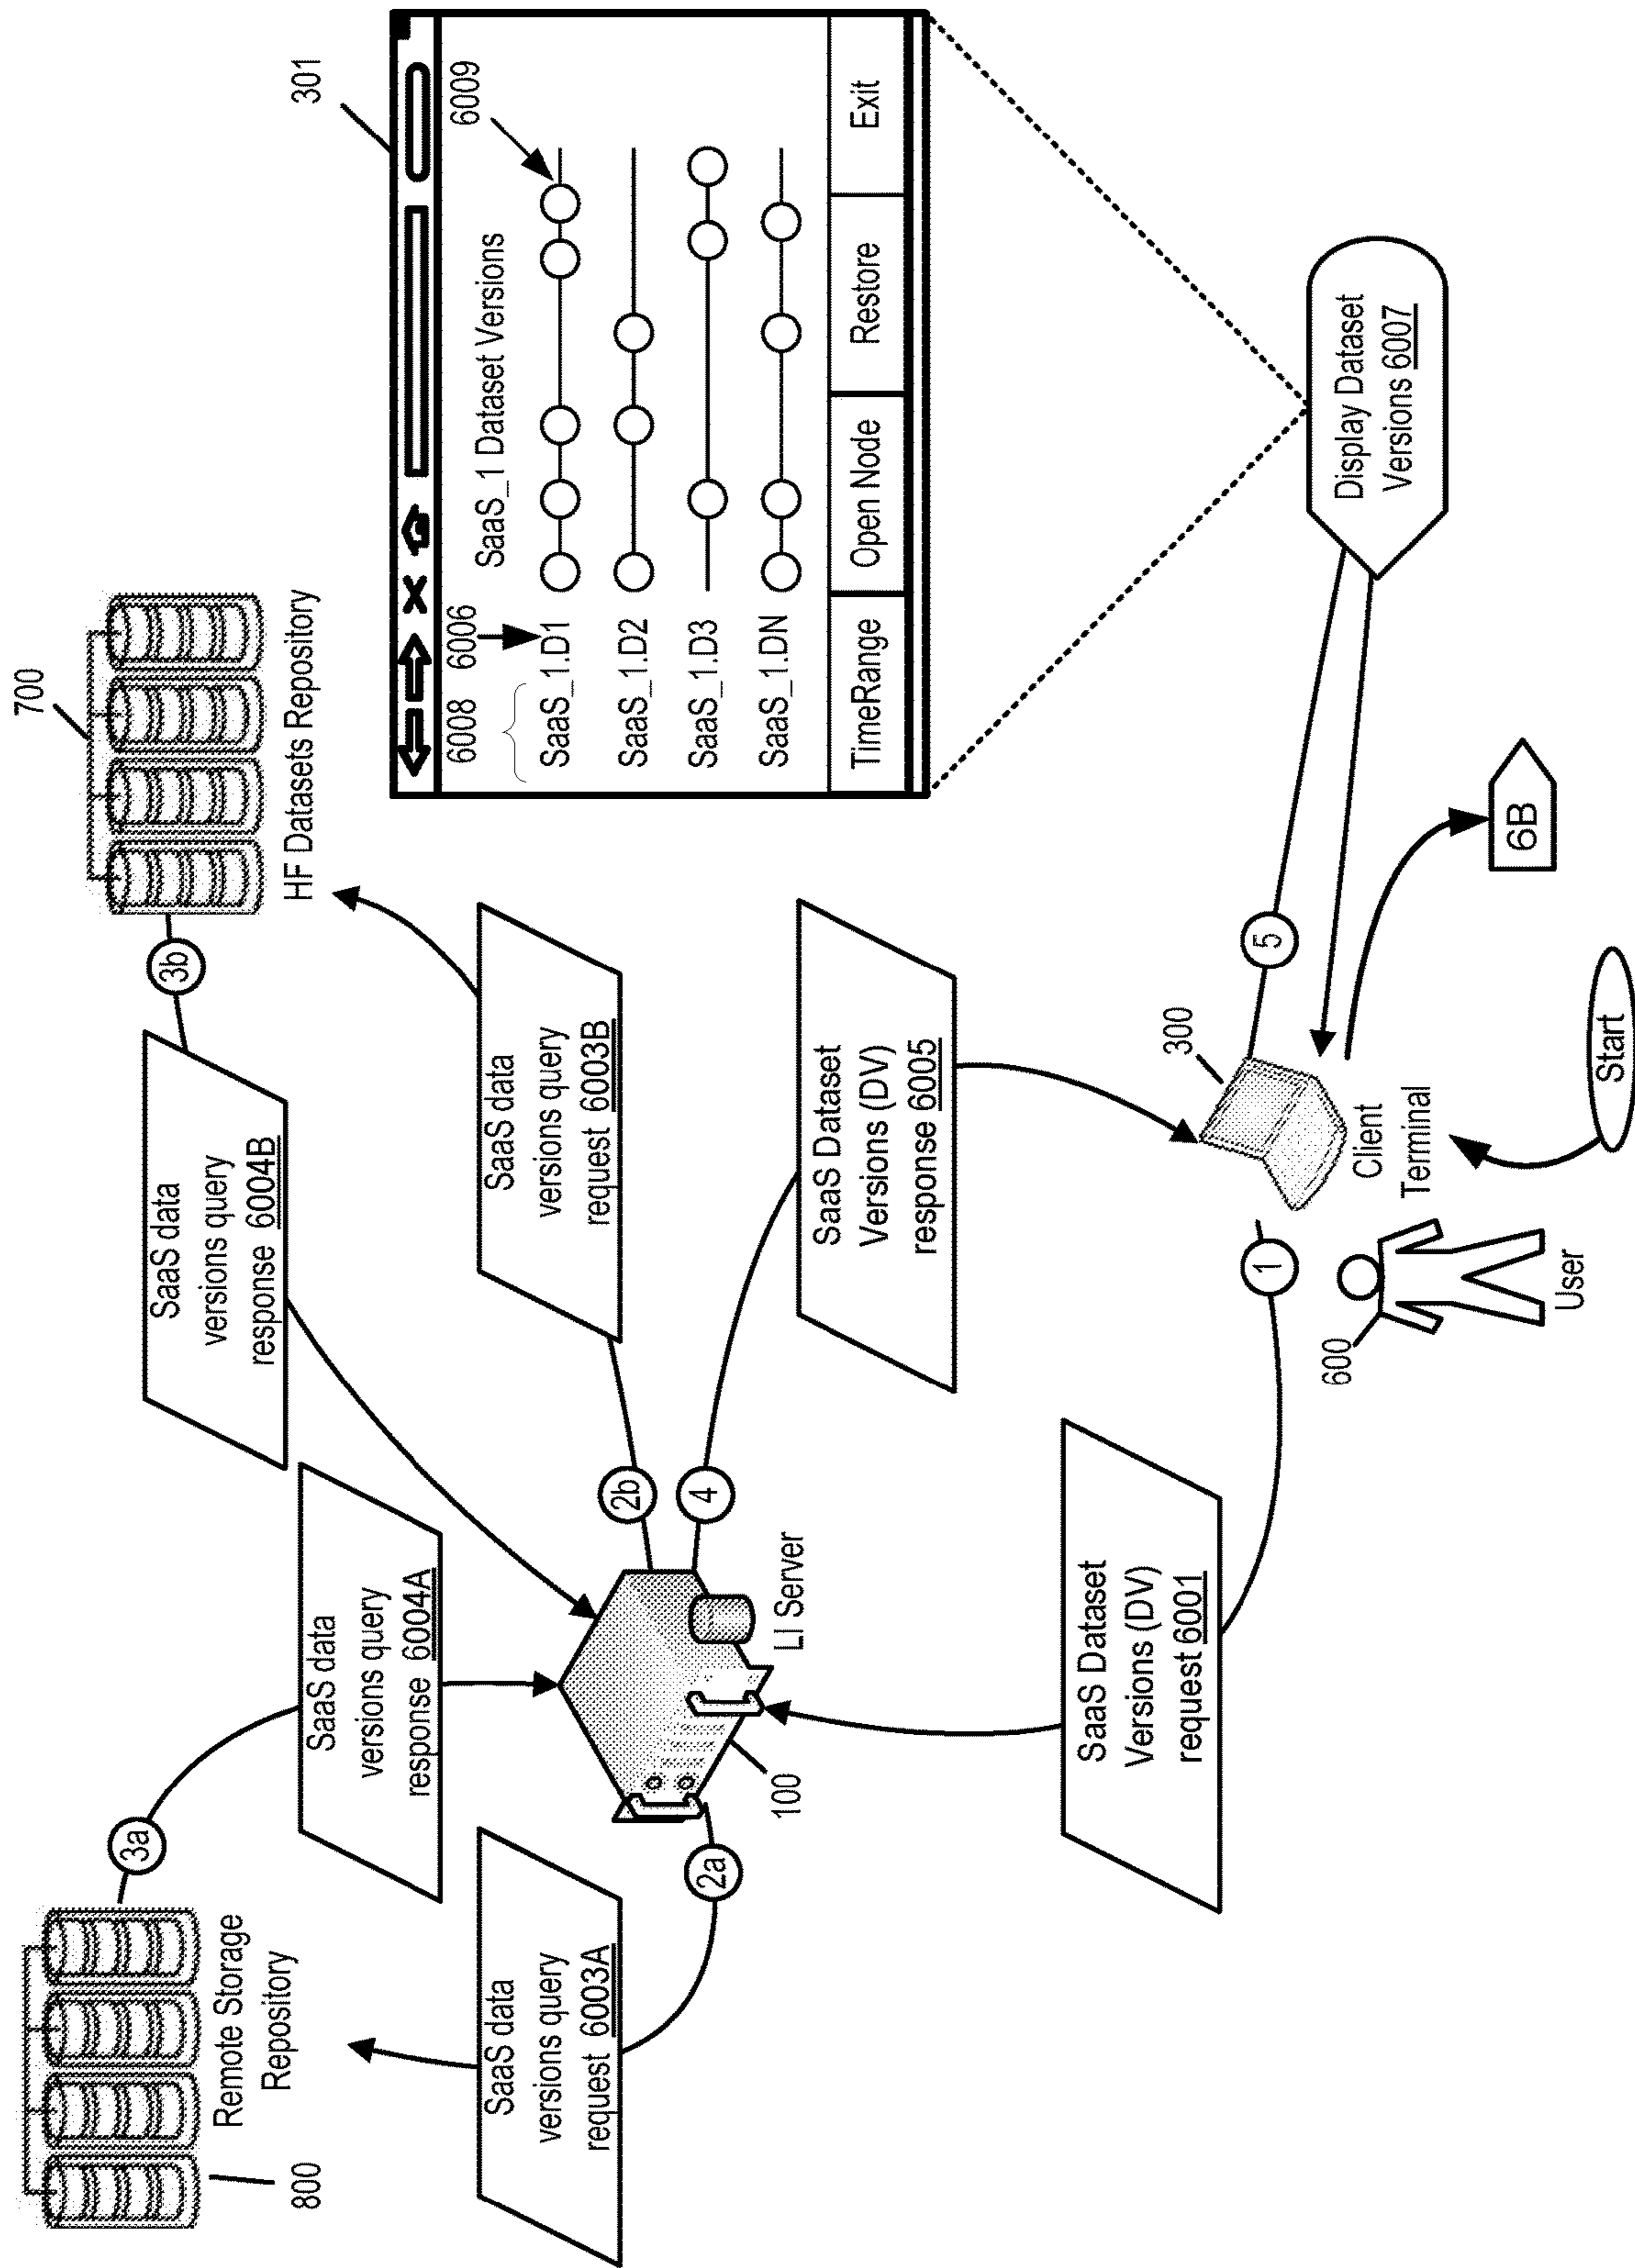 800
Remote Storage
Repository
3a
SaaS data
versions query
response 6004A
SaaS data
versions query
response 6004B
3b
700
HF Datasets Repository
SaaS data
versions query
request 6003A
2a
100
LI Server
2b
SaaS data
versions query
request 6003B
4
SaaS Dataset
Versions (DV)
response 6005
SaaS Dataset
Versions (DV)
request 6001
1
600
User
300
Client
Terminal
Start
5
6B
Display Dataset
Versions 6007
301
X
6008
6006
SaaS_1 Dataset Versions
6009
SaaS_1.D1
SaaS_1.D2
SaaS_1.D3
SaaS_1.DN
TimeRange
Open Node
Restore
Exit